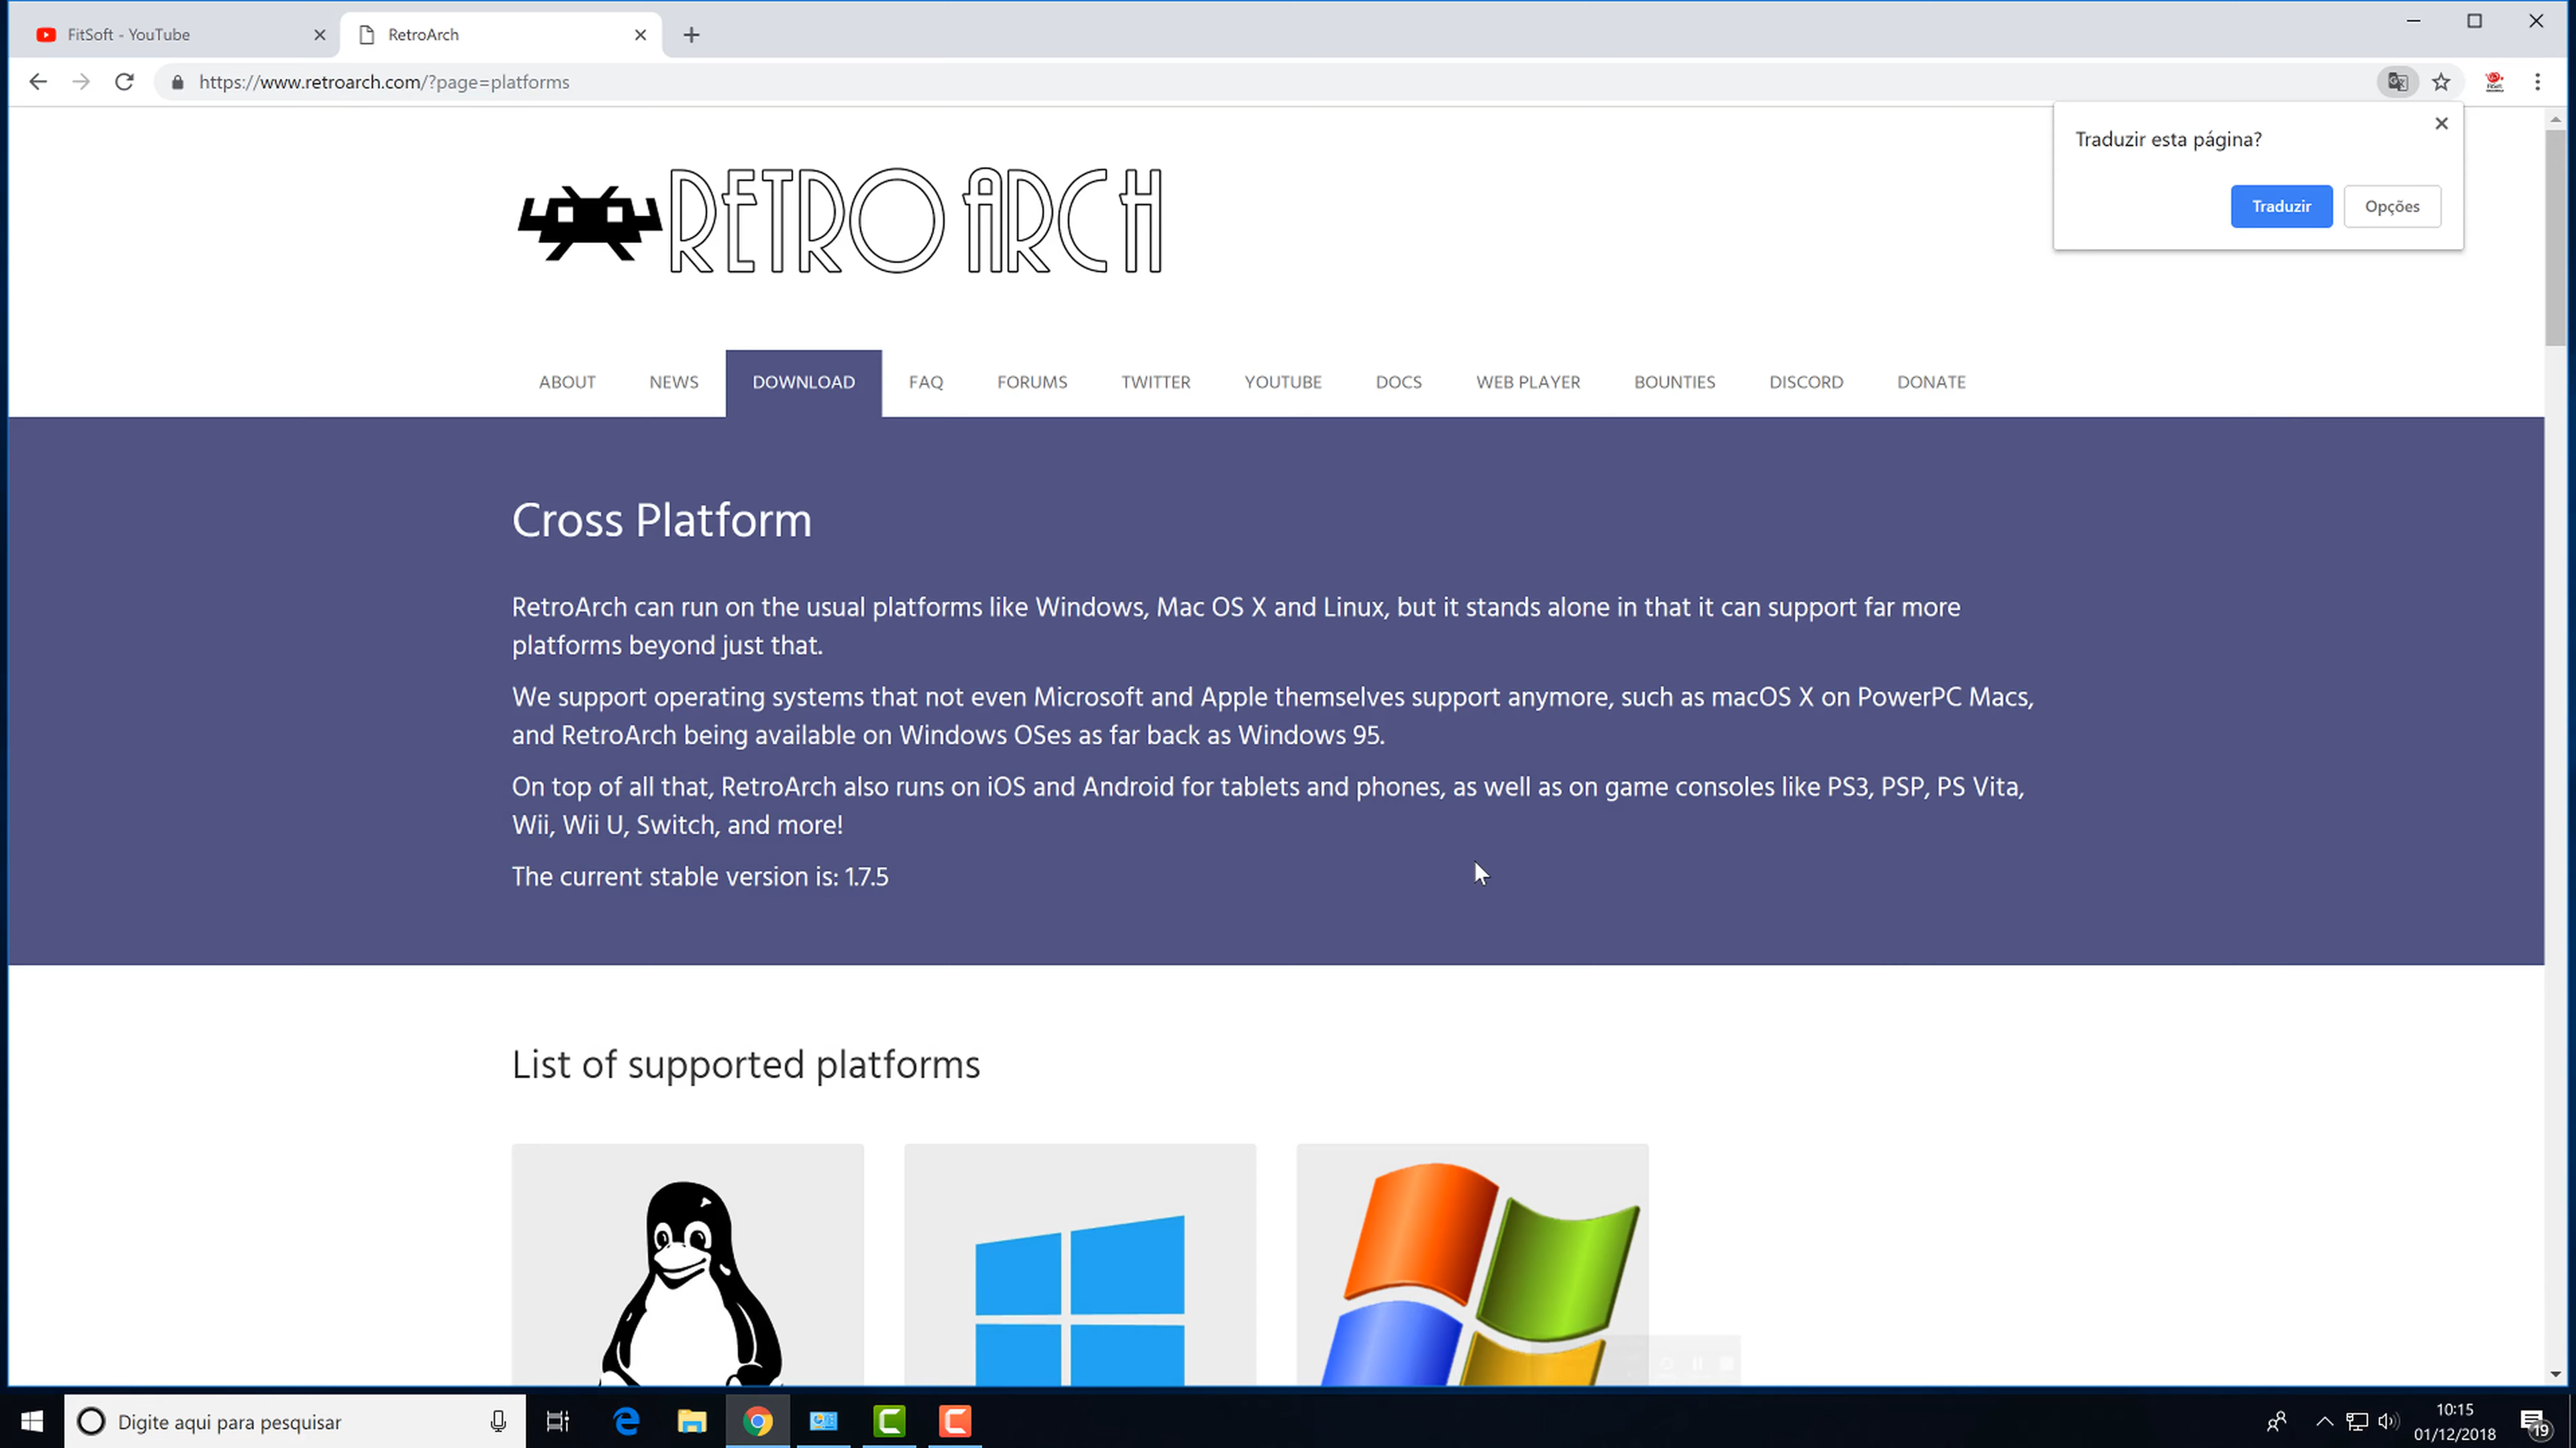 FitSoft - YouTube
RetroArch
https://www.retroarch.com/?page=platforms
Traduzir esta página?
Traduzir
Opções
RETROARCH
ABOUT
NEWS
DOWNLOAD
FAQ
FORUMS
TWITTER
YOUTUBE
DOCS
WEB PLAYER
BOUNTIES
DISCORD
DONATE
Cross Platform
RetroArch can run on the usual platforms like Windows, Mac OS X and Linux, but it stands alone in that it can support far more
platforms beyond just that.
We support operating systems that not even Microsoft and Apple themselves support anymore, such as macOS X on PowerPC Macs,
and RetroArch being available on Windows OSes as far back as Windows 95.
On top of all that, RetroArch also runs on iOS and Android for tablets and phones, as well as on game consoles like PS3, PSP, PS Vita,
Wii, Wii U, Switch, and more!
The current stable version is: 1.7.5
List of supported platforms
Digite aqui para pesquisar
10:15
01/12/2018
19